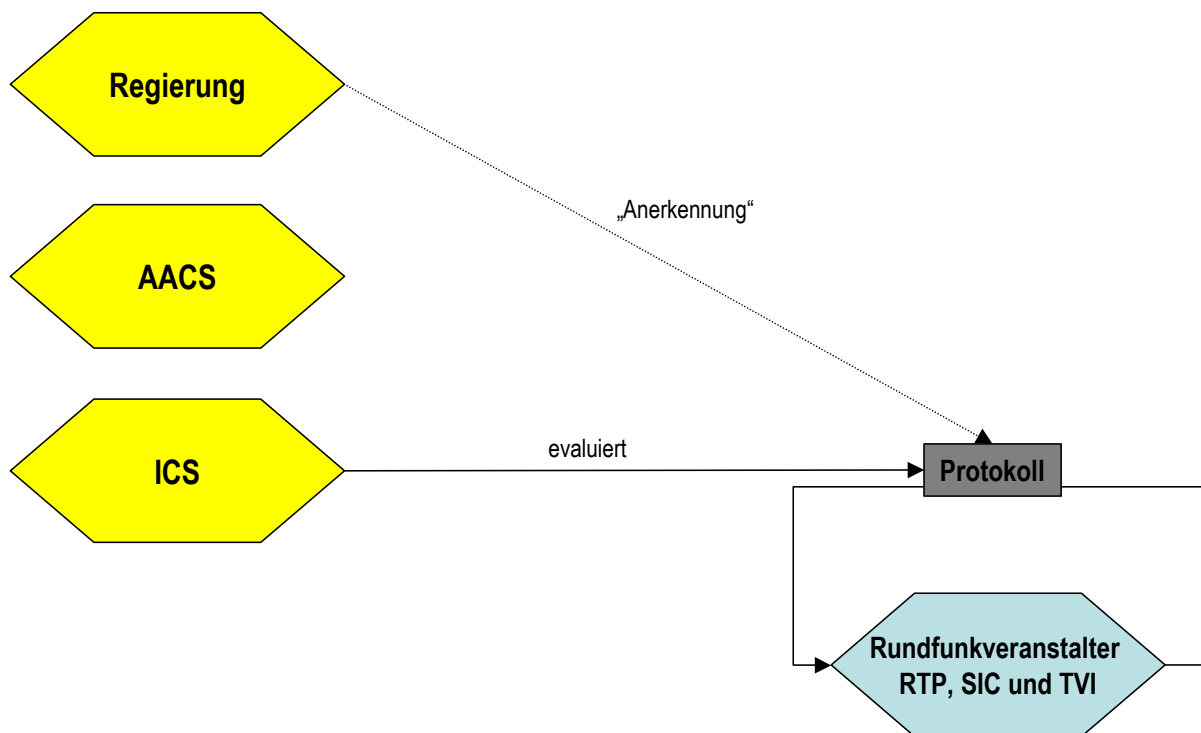 Regierung
„Anerkennung“
AACS
ICS
evaluiert
Protokoll
Rundfunkveranstalter
RTP, SIC und TVI